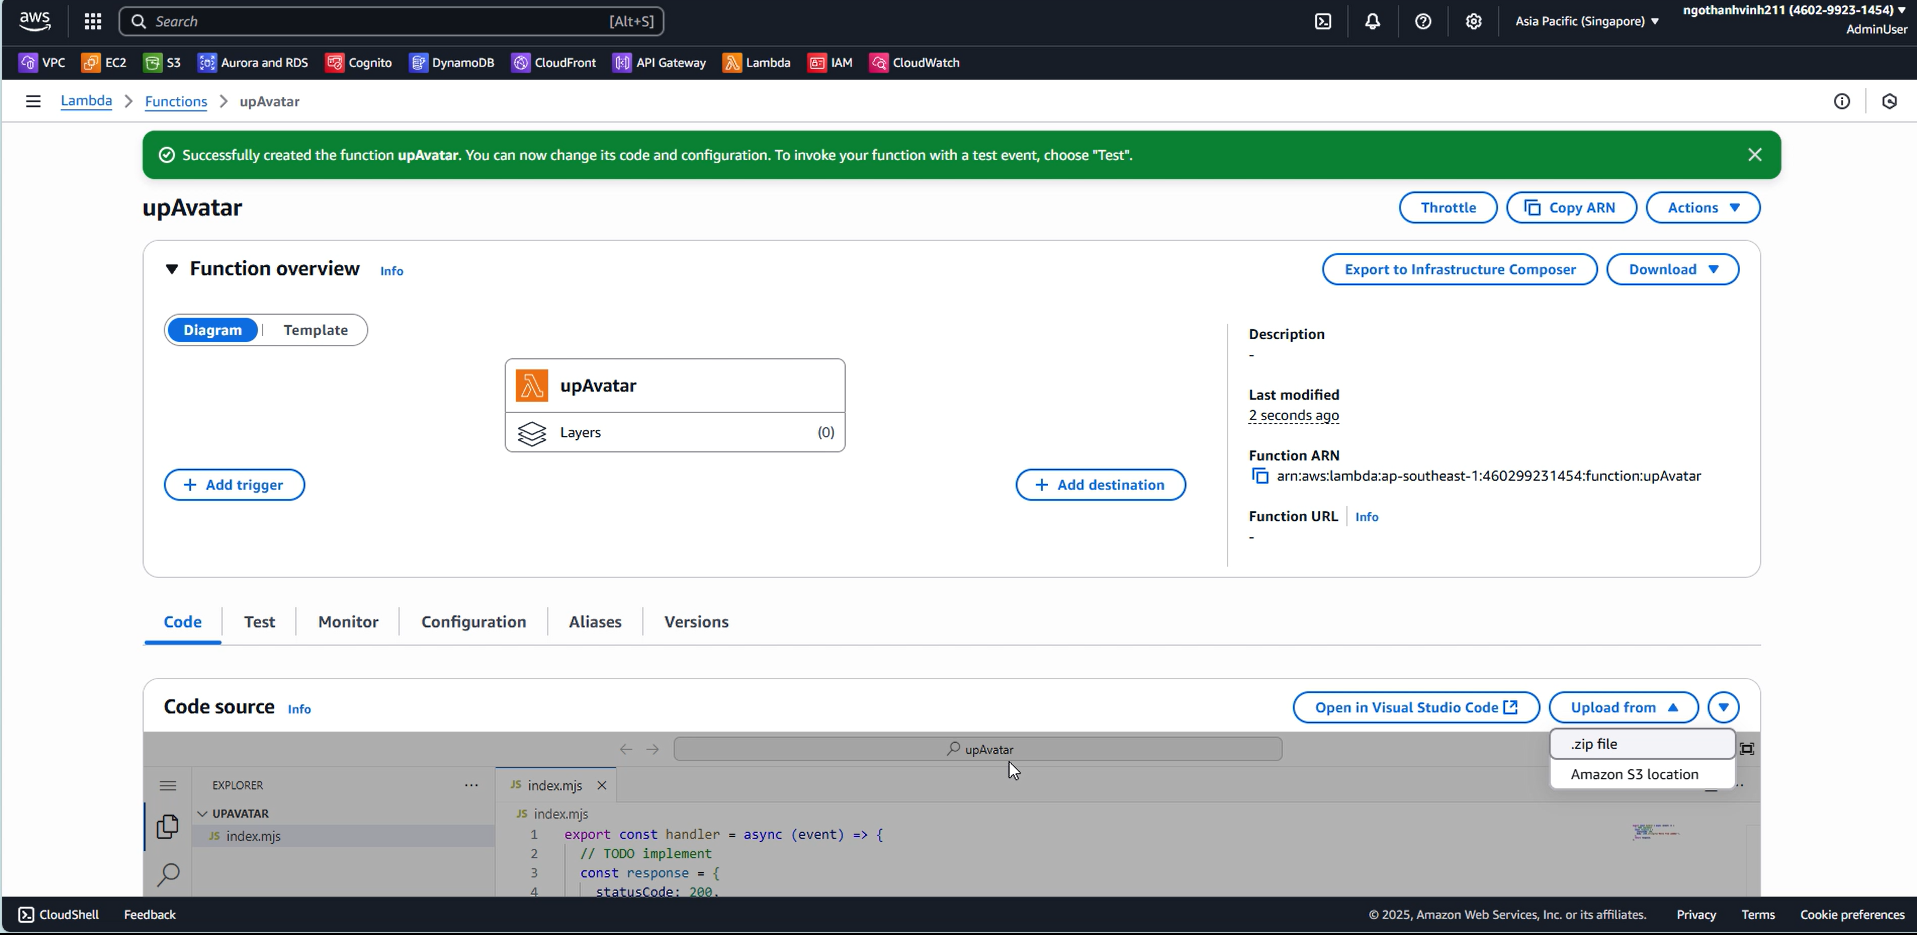 aws
Search [Alt+S]
Asia Pacific (Singapore)
ngothanhvinh211 (4602-9923-1454)
AdminUser
VPC EC2 S3 Aurora and RDS Cognito DynamoDB CloudFront API Gateway Lambda IAM CloudWatch
Lambda > Functions > upAvatar
Successfully created the function upAvatar. You can now change its code and configuration. To invoke your function with a test event, choose "Test".
upAvatar
Throttle Copy ARN Actions
Function overview Info
Export to Infrastructure Composer Download
Diagram Template
upAvatar
Layers (0)
+ Add trigger
+ Add destination
Description
-
Last modified
2 seconds ago
Function ARN
arn:aws:lambda:ap-southeast-1:460299231454:function:upAvatar
Function URL Info
-
Code Test Monitor Configuration Aliases Versions
Code source Info
Open in Visual Studio Code Upload from
.zip file
Amazon S3 location
upAvatar
EXPLORER ...
UPAVATAR
JS index.mjs
JS index.mjs
JS index.mjs
1 export const handler = async (event) => {
2 // TODO implement
3 const response = {
4 statusCode: 200,
CloudShell Feedback
© 2025, Amazon Web Services, Inc. or its affiliates. Privacy Terms Cookie preferences